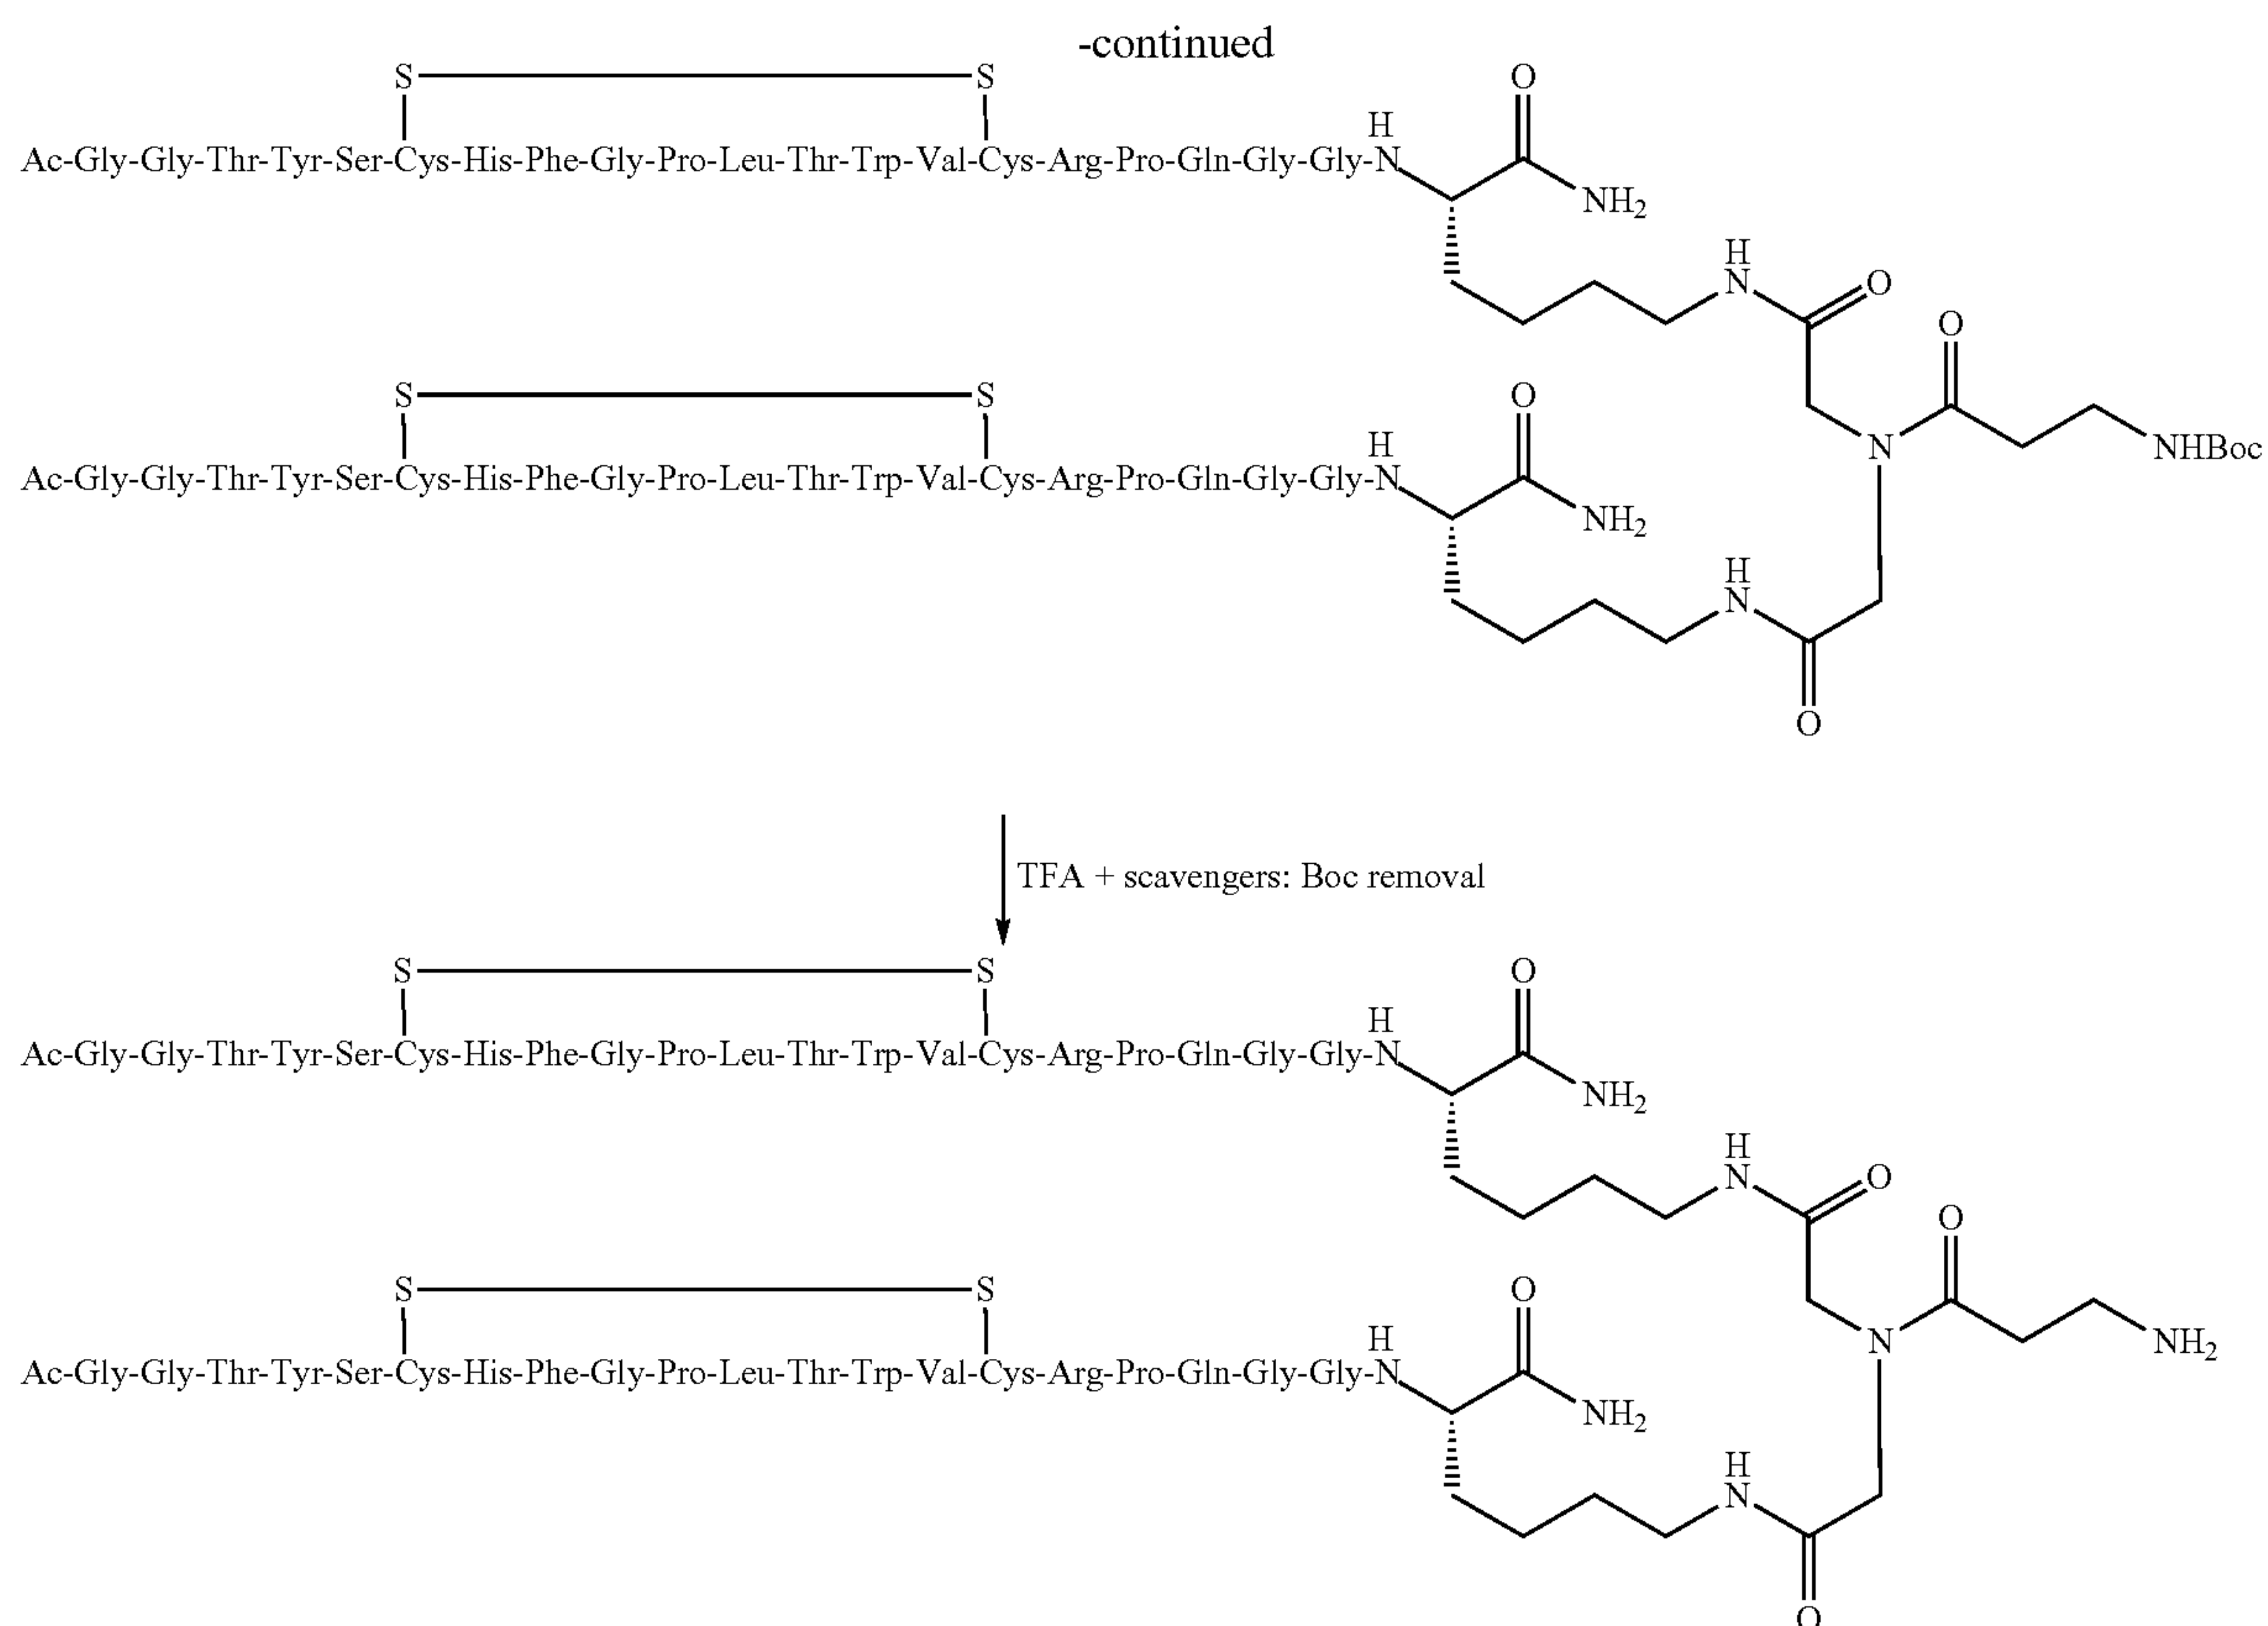 -continued
S S O
H
Ac-Gly-Gly-Thr-Tyr-Ser-Cys-His-Phe-Gly-Pro-Leu-Thr-Trp-Val-Cys-Arg-Pro-Gln-Gly-Gly-N
NH2
H
N O
O
S S O
H
N NHBoc
Ac-Gly-Gly-Thr-Tyr-Ser-Cys-His-Phe-Gly-Pro-Leu-Thr-Trp-Val-Cys-Arg-Pro-Gln-Gly-Gly-N
NH2
H
N
O
TFA + scavengers: Boc removal
S S O
H
Ac-Gly-Gly-Thr-Tyr-Ser-Cys-His-Phe-Gly-Pro-Leu-Thr-Trp-Val-Cys-Arg-Pro-Gln-Gly-Gly-N
NH2
H
N O
O
S S O
H
N NH2
Ac-Gly-Gly-Thr-Tyr-Ser-Cys-His-Phe-Gly-Pro-Leu-Thr-Trp-Val-Cys-Arg-Pro-Gln-Gly-Gly-N
NH2
H
N
O